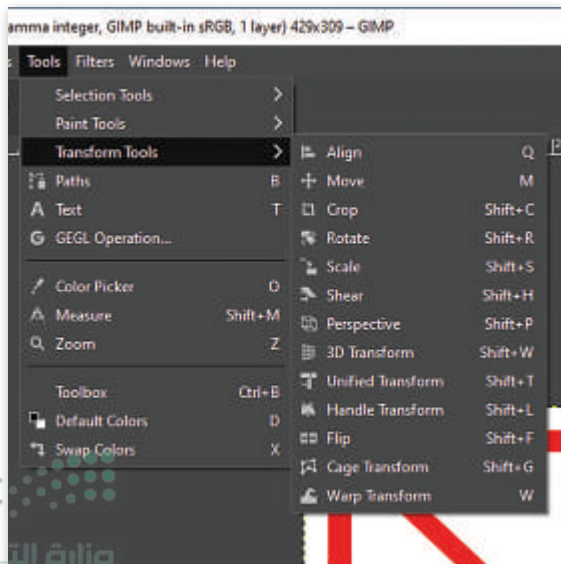 amma integer, GIMP built-in sRGB, 1 layer) 429x309 – GIMP
s Tools Filters Windows Help
Selection Tools >
Paint Tools >
Transform Tools >
Paths B
Text T
GEGL Operation...
Color Picker O
Measure Shift+M
Zoom Z
Toolbox Ctrl+B
Default Colors D
Swap Colors X
Align Q
Move M
Crop Shift+C
Rotate Shift+R
Scale Shift+S
Shear Shift+H
Perspective Shift+P
3D Transform Shift+W
Unified Transform Shift+T
Handle Transform Shift+L
Flip Shift+F
Cage Transform Shift+G
Warp Transform W
وزارة